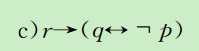 c) r→(q↔ ¬ p)